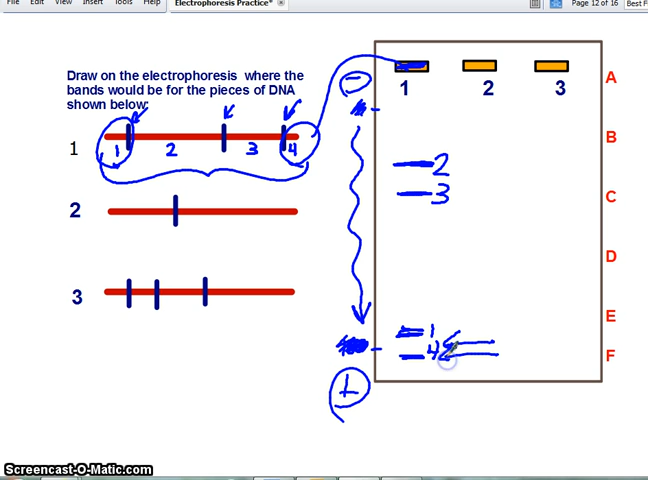 File Edit View Insert Tools Help
Electrophoresis Practice*
Page 12 of 16
Best F
Draw on the electrophoresis where the
bands would be for the pieces of DNA
shown below:
1
1 2 3 4
2
3
-
1 2 3
A
B
C
D
E
F
-
2
3
1
4
-
+
Screencast-O-Matic.com